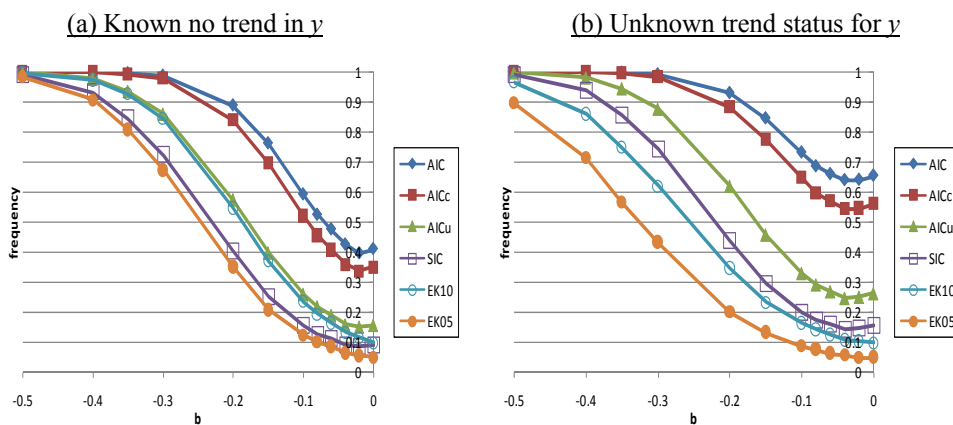 (a) Known no trend in y
(b) Unknown trend status for y
1
0.9
0.8
0.7
0.6
0.5
0.4
0.3
0.2
0.1
0
frequency
-0.5
-0.4
-0.3
-0.2
-0.1
0
b
AIC
AICc
AICu
SIC
EK10
EK05
1
0.9
0.8
0.7
0.6
0.5
0.4
0.3
0.2
0.1
0
frequency
-0.5
-0.4
-0.3
-0.2
-0.1
0
b
AIC
AICc
AICu
SIC
EK10
EK05